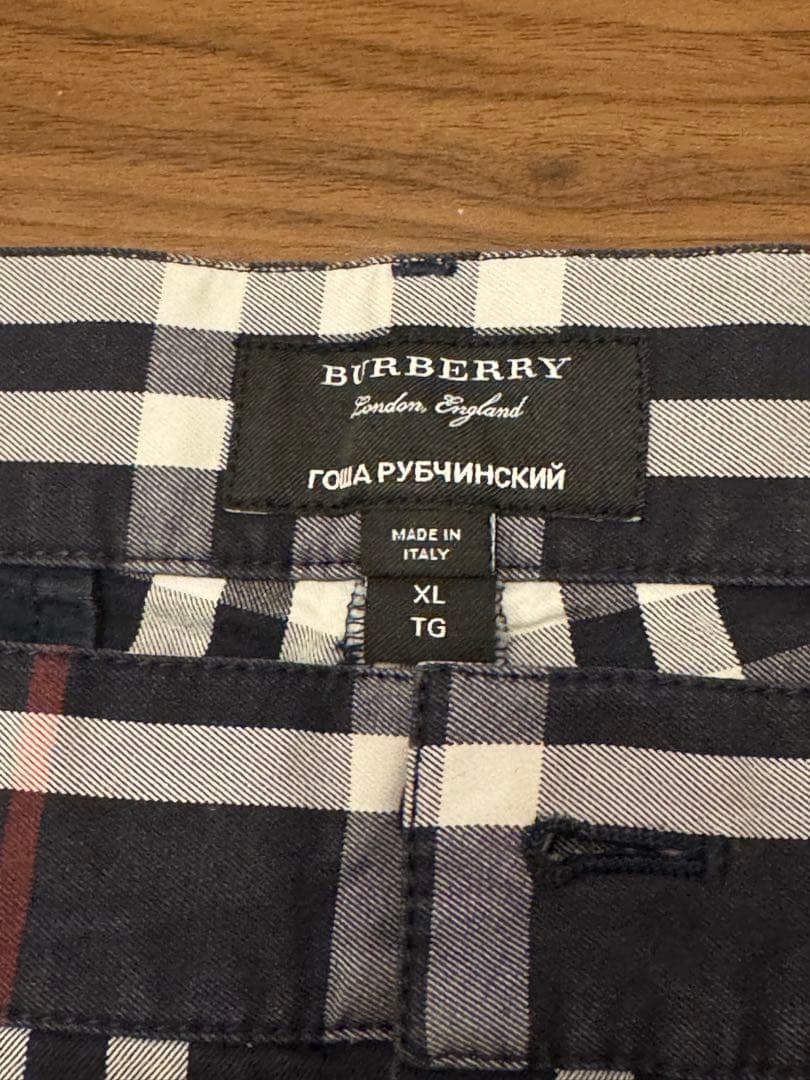 BURBERRY
London, England
ГОША РУБЧИНСКИЙ
MADE IN
ITALY
XL
TG